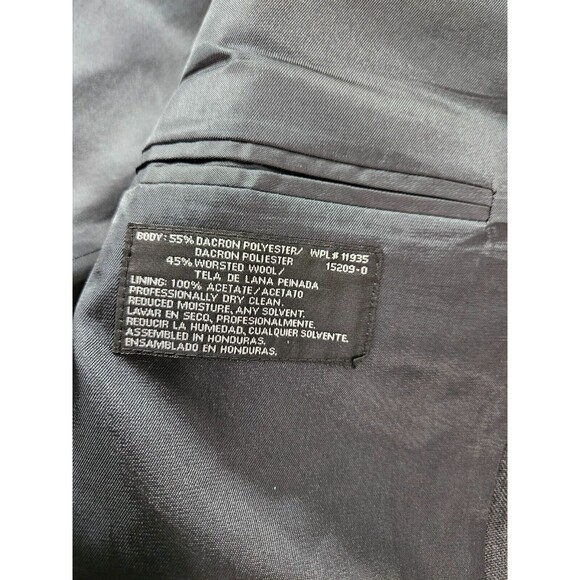 BODY: 55% DACRON POLYESTER/ WPL# 11935
DACRON POLIESTER 15209-0
45% WORSTED WOOL/
TELA DE LANA PEINADA
LINING: 100% ACETATE/ACETATO
PROFESSIONALLY DRY CLEAN.
REDUCED MOISTURE, ANY SOLVENT.
LAVAR EN SECO, PROFESIONALMENTE.
REDUCIR LA HUMEDAD, CUALQUIER SOLVENTE.
ASSEMBLED IN HONDURAS.
ENSAMBLADO EN HONDURAS.